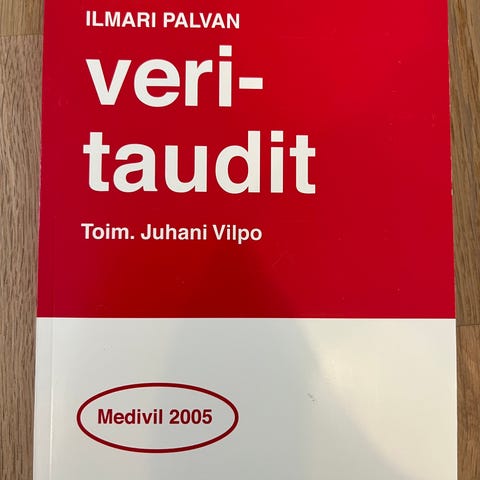 ILMARI PALVAN
veri-
taudit
Toim. Juhani Vilpo
Medivil 2005